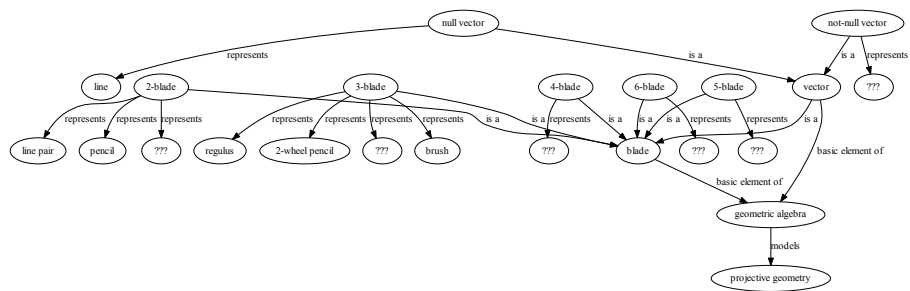 null vector
not-null vector
represents
is a
is a
represents
line
2-blade
3-blade
4-blade
6-blade
5-blade
vector
???
represents
represents
represents
is a
represents
represents
represents
represents
is a
represents
is a
is a
represents
is a
represents
is a
line pair
pencil
???
regulus
2-wheel pencil
???
brush
???
blade
???
???
basic element of
basic element of
geometric algebra
models
projective geometry